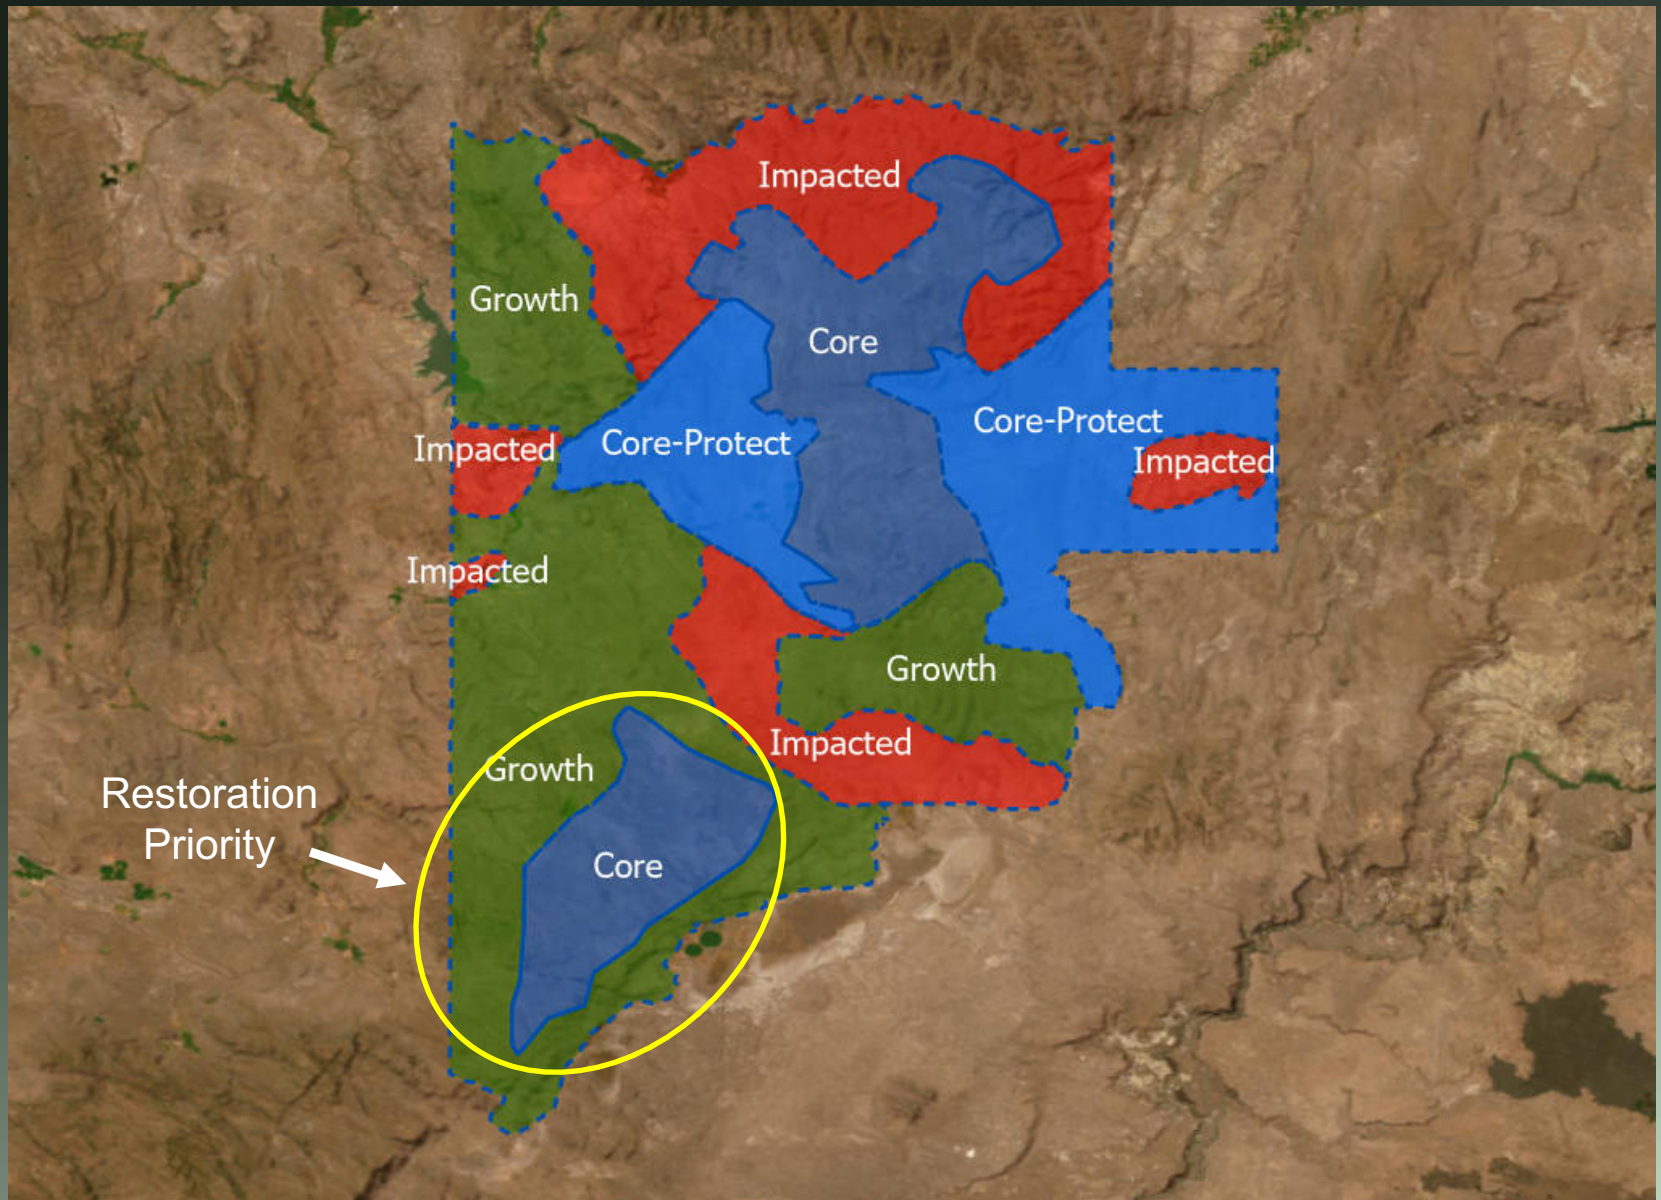 Impacted
Growth
Core
Core-Protect
Core-Protect
Impacted
Impacted
Impacted
Growth
Impacted
Growth
Restoration
Priority
Core